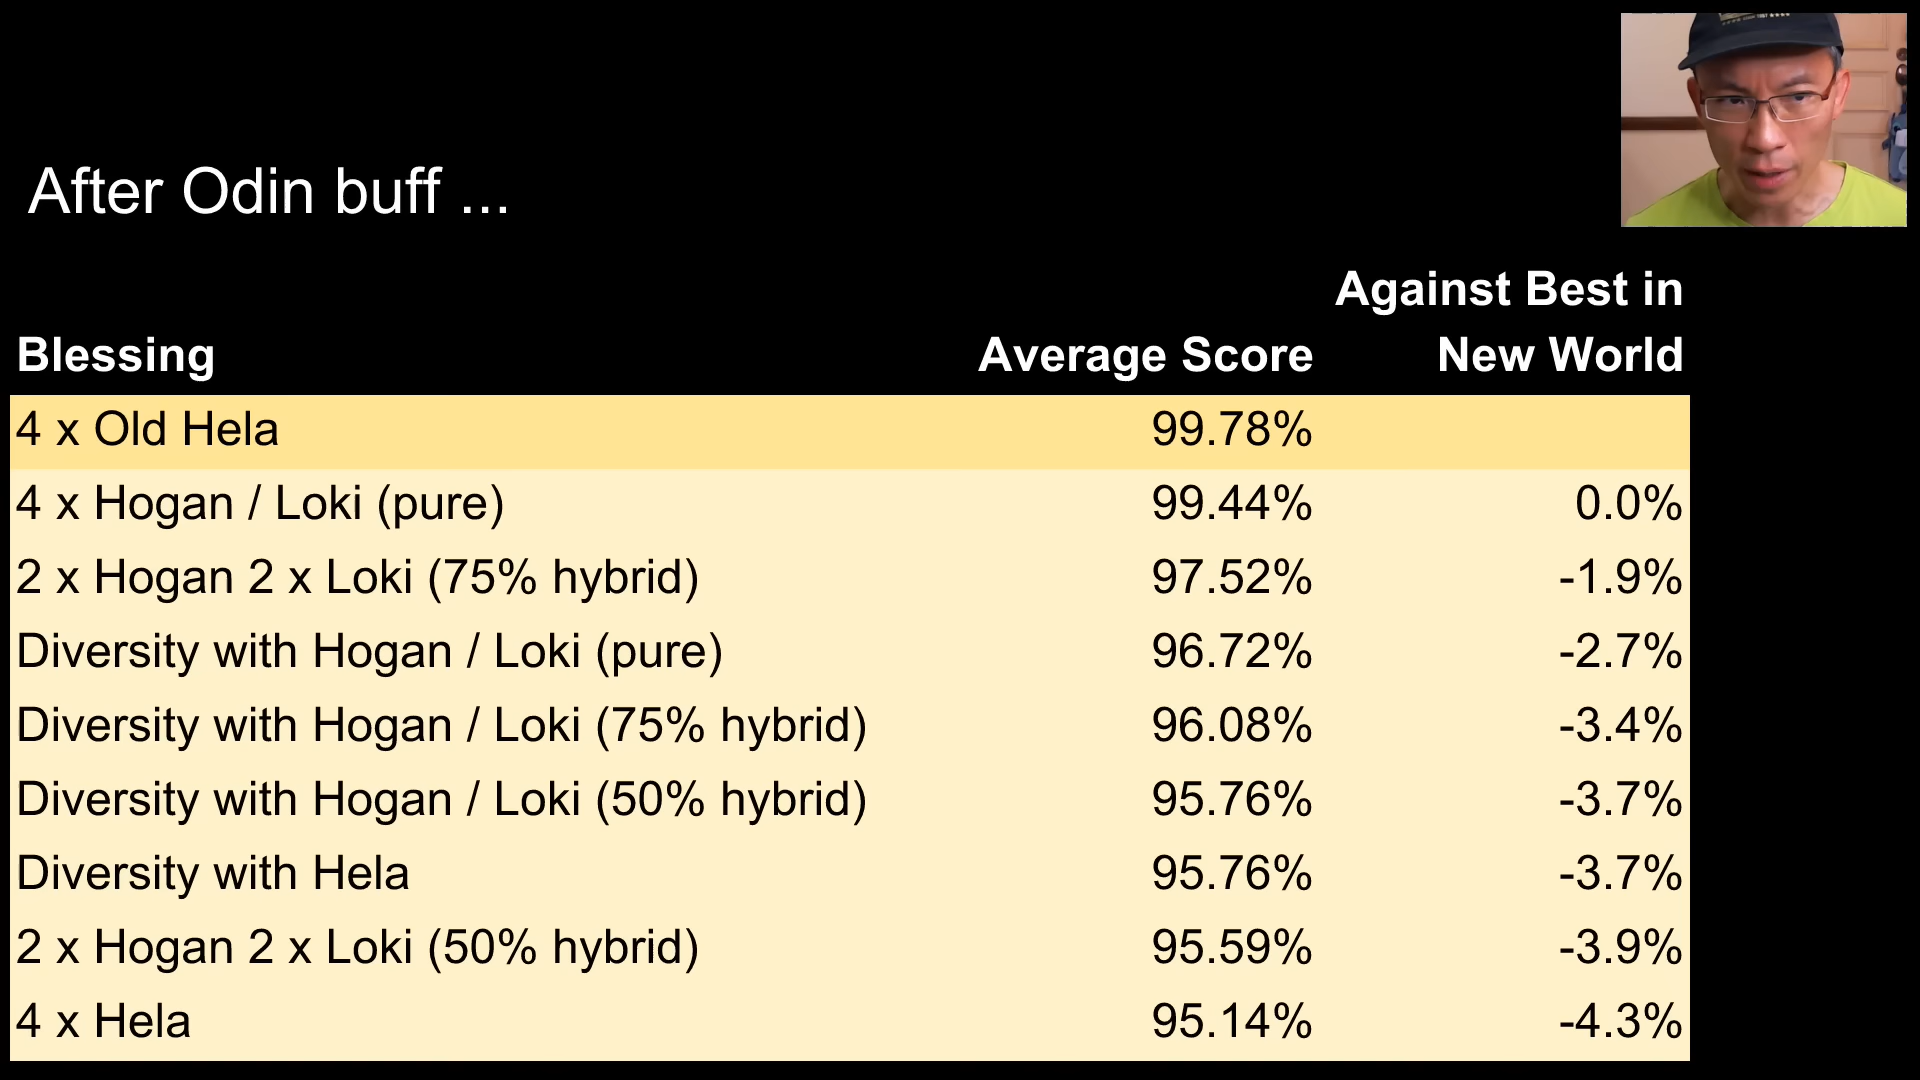 After Odin buff ...
Against Best in
Blessing Average Score New World
4 x Old Hela 99.78%
4 x Hogan / Loki (pure) 99.44% 0.0%
2 x Hogan 2 x Loki (75% hybrid) 97.52% -1.9%
Diversity with Hogan / Loki (pure) 96.72% -2.7%
Diversity with Hogan / Loki (75% hybrid) 96.08% -3.4%
Diversity with Hogan / Loki (50% hybrid) 95.76% -3.7%
Diversity with Hela 95.76% -3.7%
2 x Hogan 2 x Loki (50% hybrid) 95.59% -3.9%
4 x Hela 95.14% -4.3%